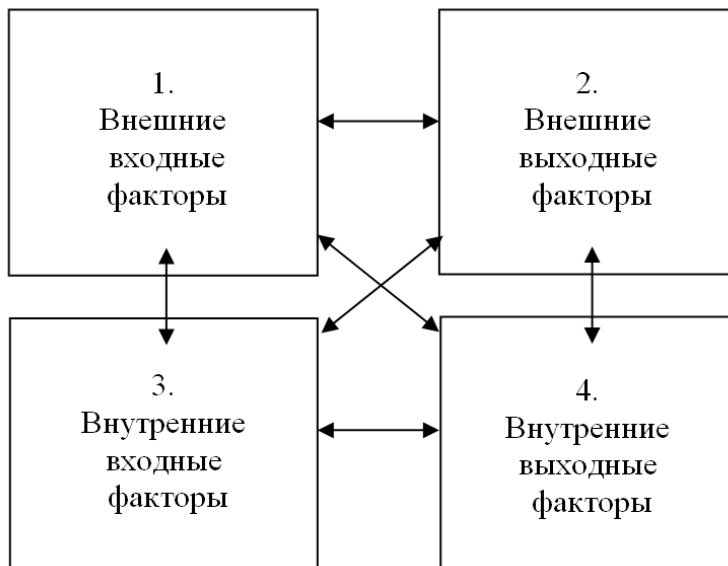 1.
Внешние
входные
факторы
2.
Внешние
выходные
факторы
3.
Внутренние
входные
факторы
4.
Внутренние
выходные
факторы